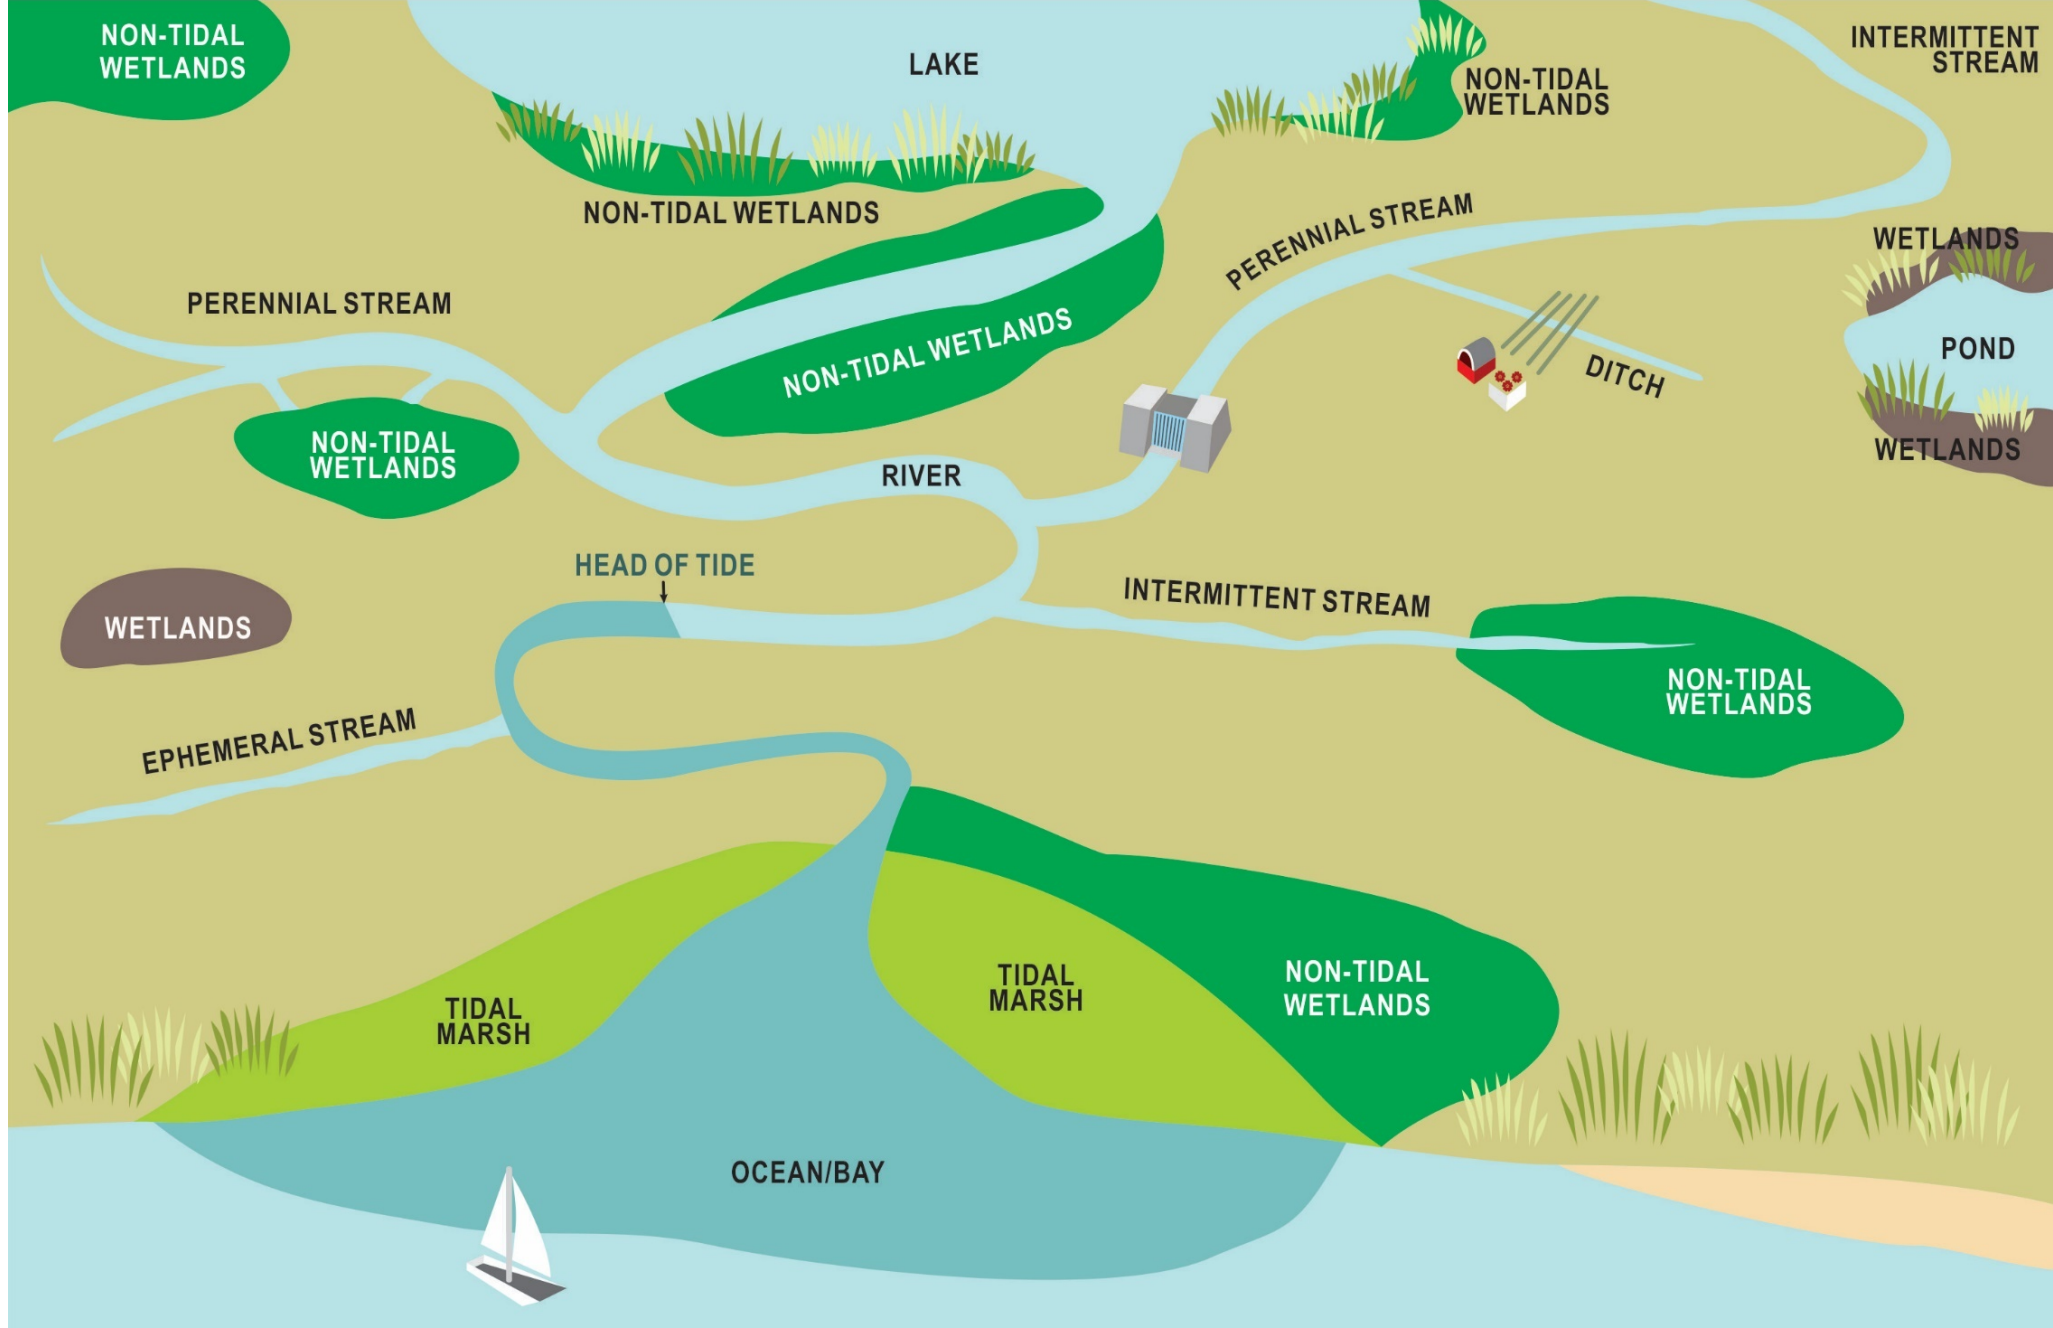 NON-TIDAL
WETLANDS
LAKE
INTERMITTENT
STREAM
NON-TIDAL
WETLANDS
NON-TIDAL WETLANDS
PERENNIAL STREAM
WETLANDS
PERENNIAL STREAM
NON-TIDAL WETLANDS
POND
DITCH
NON-TIDAL
WETLANDS
WETLANDS
RIVER
HEAD OF TIDE
INTERMITTENT STREAM
WETLANDS
NON-TIDAL
WETLANDS
EPHEMERAL STREAM
TIDAL
MARSH
NON-TIDAL
WETLANDS
TIDAL
MARSH
OCEAN/BAY